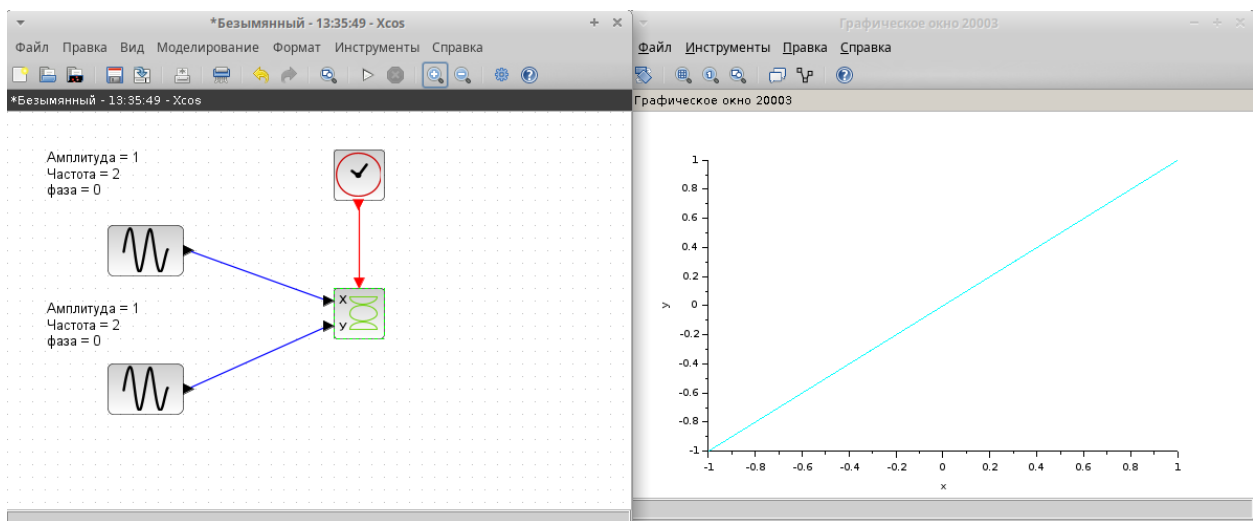 *Безымянный - 13:35:49 - Xcos
Файл Правка Вид Моделирование Формат Инструменты Справка
*Безымянный - 13:35:49 - Xcos
Амплитуда = 1
Частота = 2
фаза = 0
Амплитуда = 1
Частота = 2
фаза = 0
X
У
Графическое окно 20003
Файл Инструменты Правка Справка
Графическое окно 20003
1
0.8
0.6
0.4
0.2
0
-0.2
-0.4
-0.6
-0.8
-1
y
-1 -0.8 -0.6 -0.4 -0.2 0 0.2 0.4 0.6 0.8 1
x